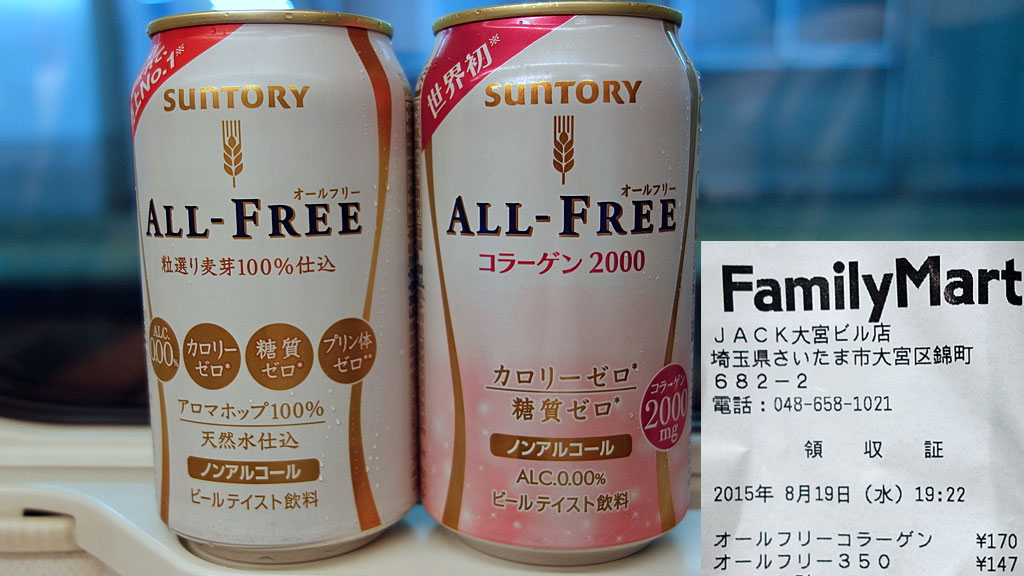 No.1※
SUNTORY
オールフリー
ALL-FREE
粒選り麦芽100%仕込
ALC.
0.00%
カロリー
ゼロ*
糖質
ゼロ*
プリン体
ゼロ**
アロマホップ100%
天然水仕込
ノンアルコール
ビールテイスト飲料
世界初※
SUNTORY
オールフリー
ALL-FREE
コラーゲン 2000
カロリーゼロ*
糖質ゼロ*
コラーゲン
2000
mg
ノンアルコール
ALC.0.00%
ビールテイスト飲料
FamilyMart
JACK大宮ビル店
埼玉県さいたま市大宮区錦町
682-2
電話:048-658-1021
領 収 証
2015年 8月19日(水)19:22
オールフリーコラーゲン ¥170
オールフリー350 ¥147